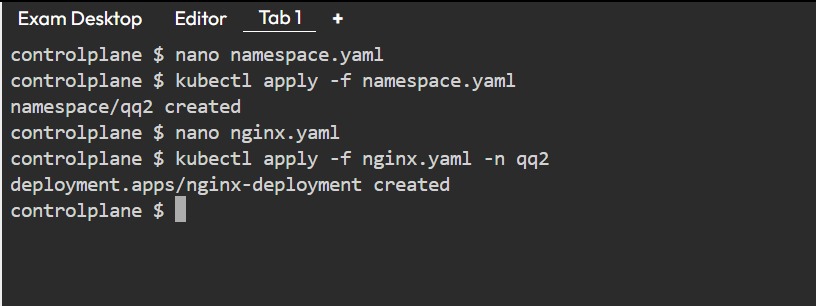 Exam Desktop Editor Tab 1 +
controlplane $ nano namespace.yaml
controlplane $ kubectl apply -f namespace.yaml
namespace/qq2 created
controlplane $ nano nginx.yaml
controlplane $ kubectl apply -f nginx.yaml -n qq2
deployment.apps/nginx-deployment created
controlplane $